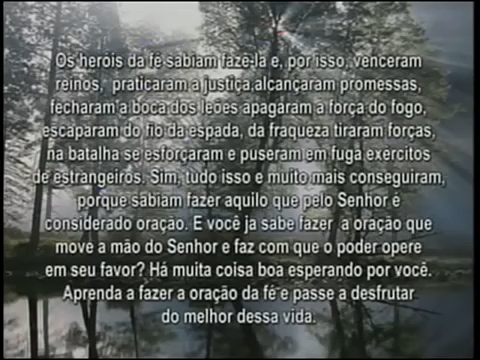 Os heróis da fé sabiam fazê-la e, por isso, venceram
reinos, praticaram a justiça,alcançaram promessas,
fecharam a boca dos leões apagaram a força do fogo,
escaparam do fio da espada, da fraqueza tiraram forças,
na batalha se esforçaram e puseram em fuga exercitos
de estrangeiros. Sim, tudo isso e muito mais conseguiram,
porque sabiam fazer aquilo que pelo Senhor é
considerado oração. E você ja sabe fazer a oração que
move a mão do Senhor e faz com que o poder opere
em seu favor? Há muita coisa boa esperando por você.
Aprenda a fazer a oração da fé e passe a desfrutar
do melhor dessa vida.